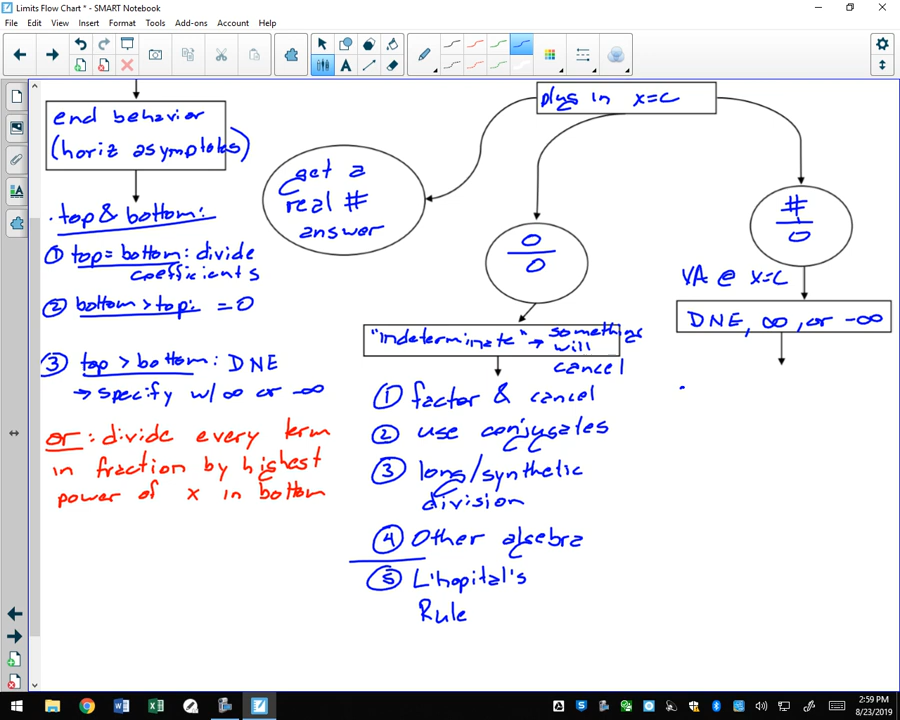 Limits Flow Chart * - SMART Notebook
File Edit View Insert Format Tools Add-ons Account Help
plug in x=c
end behavior
(horiz asymptotes)
get a
real #
answer
0
0
#
0
· top & bottom:
① top = bottom: divide
coefficients
② bottom > top: = 0
③ top > bottom: DNE
→ specify w/ ∞ or -∞
or: divide every term
in fraction by highest
power of x in bottom
"indeterminate" → something
will
cancel
① factor & cancel
② use conjugates
③ long/synthetic
division
④ Other algebra
⑤ L'hopital's
Rule
VA @ x=c
DNE, ∞, or -∞
2:59 PM
8/23/2019